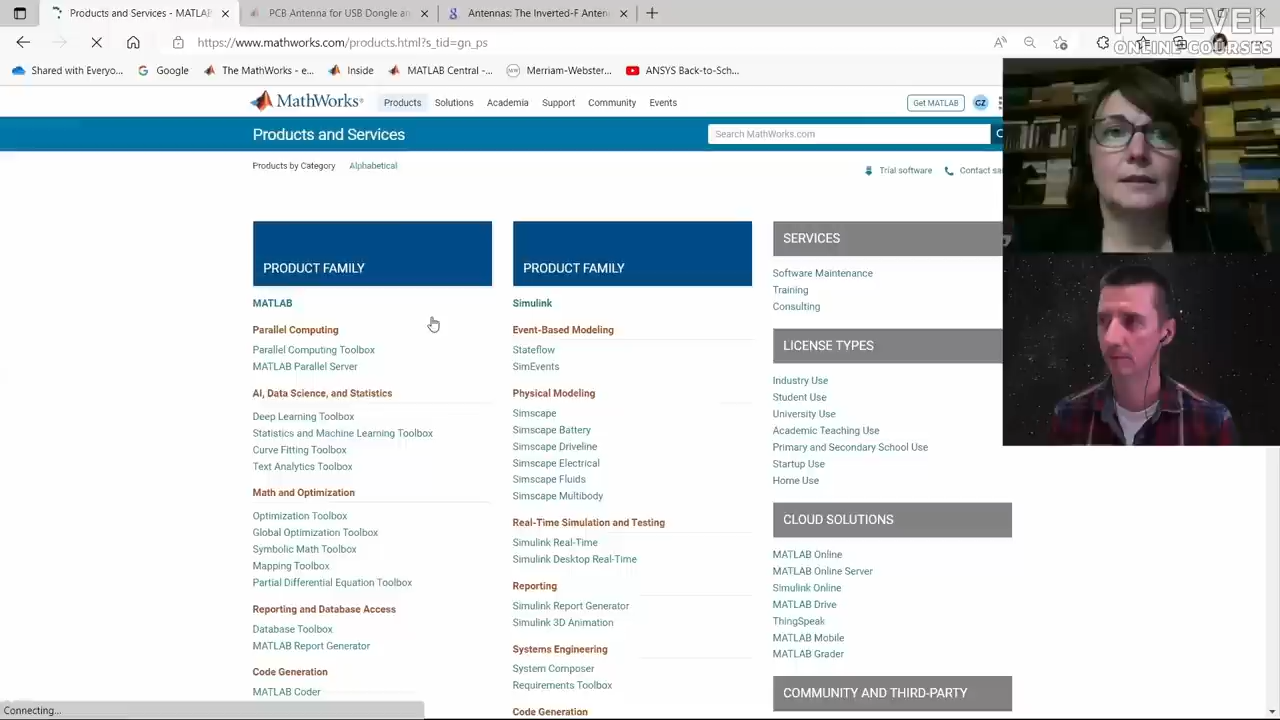 Products and Services - MATLAB
PCB Antenna for USB Dongle an
Antennas: The Inverted-F Anten
FEDEVEL
ONLINE COURSES
https://www.mathworks.com/products.html?s_tid=gn_ps
Shared with Everyo...
Google
The MathWorks - e...
Inside
MATLAB Central -...
Merriam-Webster...
ANSYS Back-to-Sch...
MathWorks®
Products
Solutions
Academia
Support
Community
Events
Get MATLAB
GZ
Products and Services
Search MathWorks.com
Products by Category
Alphabetical
Trial software
Contact sa
PRODUCT FAMILY
MATLAB
Parallel Computing
Parallel Computing Toolbox
MATLAB Parallel Server
AI, Data Science, and Statistics
Deep Learning Toolbox
Statistics and Machine Learning Toolbox
Curve Fitting Toolbox
Text Analytics Toolbox
Math and Optimization
Optimization Toolbox
Global Optimization Toolbox
Symbolic Math Toolbox
Mapping Toolbox
Partial Differential Equation Toolbox
Reporting and Database Access
Database Toolbox
MATLAB Report Generator
Code Generation
MATLAB Coder
PRODUCT FAMILY
Simulink
Event-Based Modeling
Stateflow
SimEvents
Physical Modeling
Simscape
Simscape Battery
Simscape Driveline
Simscape Electrical
Simscape Fluids
Simscape Multibody
Real-Time Simulation and Testing
Simulink Real-Time
Simulink Desktop Real-Time
Reporting
Simulink Report Generator
Simulink 3D Animation
Systems Engineering
System Composer
Requirements Toolbox
Code Generation
SERVICES
Software Maintenance
Training
Consulting
LICENSE TYPES
Industry Use
Student Use
University Use
Academic Teaching Use
Primary and Secondary School Use
Startup Use
Home Use
CLOUD SOLUTIONS
MATLAB Online
MATLAB Online Server
Simulink Online
MATLAB Drive
ThingSpeak
MATLAB Mobile
MATLAB Grader
COMMUNITY AND THIRD-PARTY
Connecting...